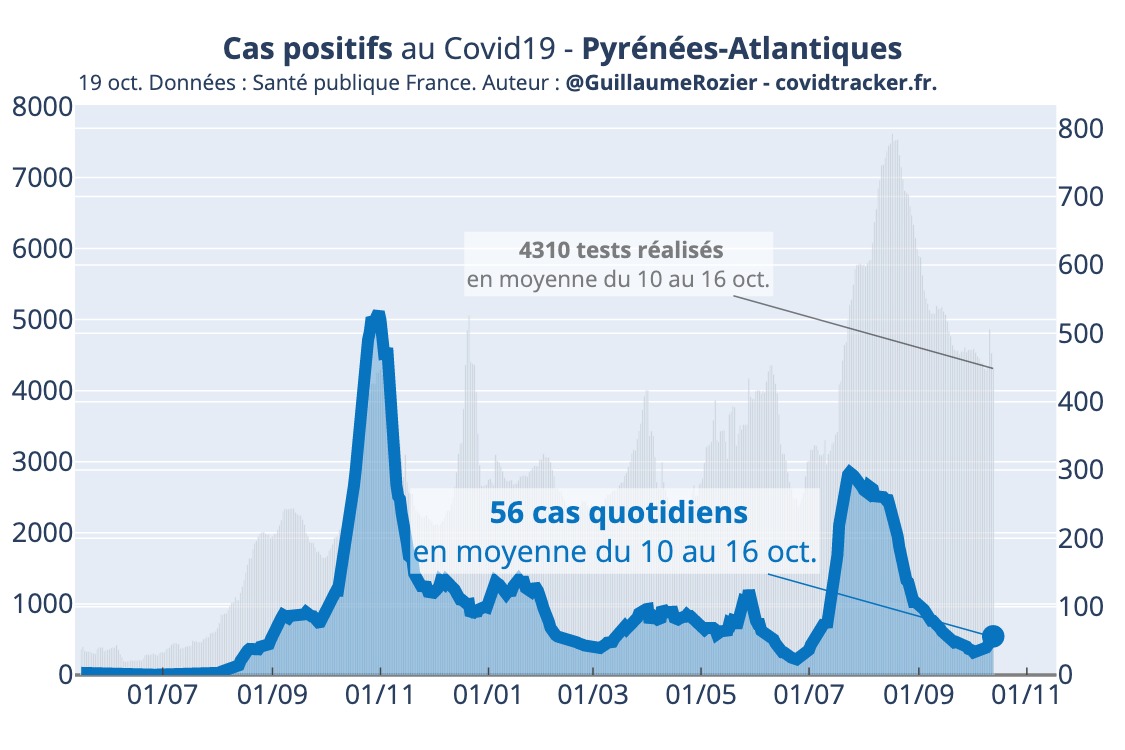 Cas positifs au Covid19 - Pyrénées-Atlantiques
19 oct. Données : Santé publique France. Auteur : @GuillaumeRozier - covidtracker.fr.
8000
7000
6000
5000
4000
3000
2000
1000
0
800
700
600
500
400
300
200
100
0
4310 tests réalisés
en moyenne du 10 au 16 oct.
56 cas quotidiens
en moyenne du 10 au 16 oct.
01/07 01/09 01/11 01/01 01/03 01/05 01/07 01/09 01/11